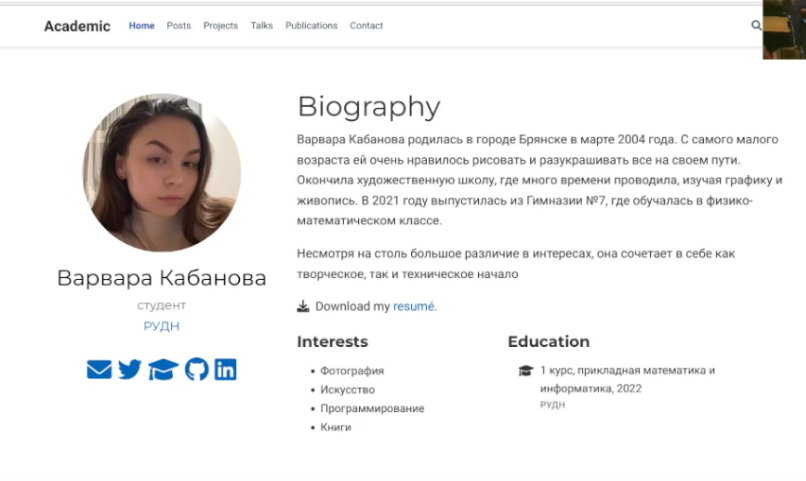 Academic Home Posts Projects Talks Publications Contact
Biography
Варвара Кабанова родилась в городе Брянске в марте 2004 года. С самого малого
возраста ей очень нравилось рисовать и разукрашивать все на своем пути.
Окончила художественную школу, где много времени проводила, изучая графику и
живопись. В 2021 году выпустилась из Гимназии №7, где обучалась в физико-
математическом классе.
Несмотря на столь большое различие в интересах, она сочетает в себе как
творческое, так и техническое начало
Download my resumé.
Варвара Кабанова
студент
РУДН
Interests
Фотография
Искусство
Программирование
Книги
Education
1 курс, прикладная математика и
информатика, 2022
РУДН